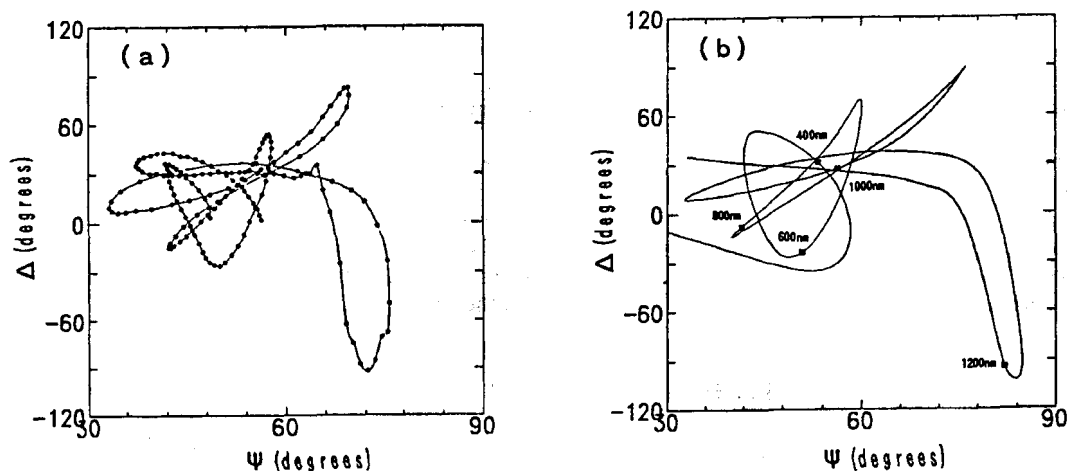 (a)
120
60
0
-60
-120
30
60
90
Δ (degrees)
Ψ (degrees)
(b)
120
60
0
-60
-120
30
60
90
Δ (degrees)
Ψ (degrees)
400nm
1000nm
800nm
600nm
1200nm